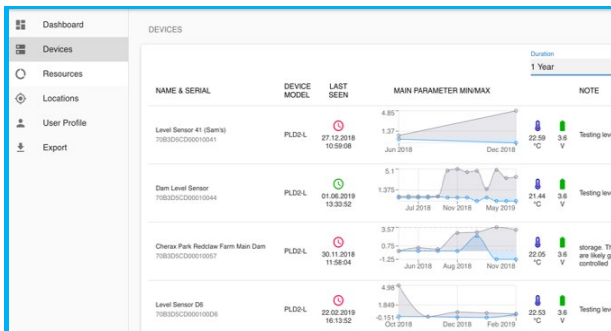 Dashboard
DEVICES
Devices
Duration
1 Year
Resources
NAME & SERIAL
DEVICE MODEL
LAST SEEN
MAIN PARAMETER MIN/MAX
NOTE
Locations
User Profile
Export
Level Sensor 41 (Sam's)
70B3D5CD00010041
PLD2-L
27.12.2018
10:59:08
4.85
1.37
Jun 2018
Dec 2018
22.59
°C
3.6
V
Testing leve
Dam Level Sensor
70B3D5CD00010044
PLD2-L
01.06.2019
13:33:52
5.1
1.375
Jul 2018
Nov 2018
May 2019
21.44
°C
3.6
V
Testing leve
Cherax Park Redclaw Farm Main Dam
70B3D5CD00010057
PLD2-L
30.11.2018
11:58:04
3.57
0.75
-1.25
Jun 2018
Aug 2018
Nov 2018
22.05
°C
3.6
V
storage. Th
are likely g
controlled
Level Sensor D6
70B3D5CD000100D6
PLD2-L
22.02.2019
16:13:52
4.98
1.849
-0.151
Oct 2018
Dec 2018
Feb 2019
22.53
°C
3.6
V
Testing leve